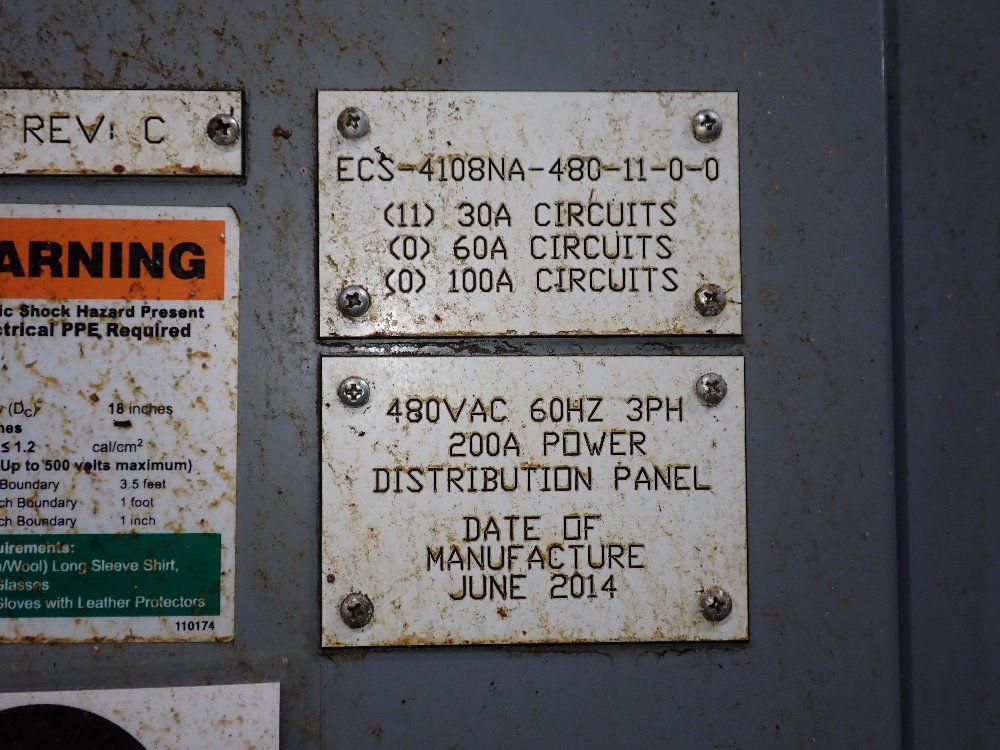 REV: C
ECS-4108NA-480-11-0-0
(11) 30A CIRCUITS
(0) 60A CIRCUITS
(0) 100A CIRCUITS
480VAC 60HZ 3PH
200A POWER
DISTRIBUTION PANEL
DATE OF
MANUFACTURE
JUNE 2014
ARNING
ic Shock Hazard Present
ctrical PPE Required
(DC) 18 inches
nes
≤ 1.2 cal/cm²
Up to 500 volts maximum)
Boundary 3.5 feet
ch Boundary 1 foot
ch Boundary 1 inch
uirements:
/Wool) Long Sleeve Shirt,
Glasses
Gloves with Leather Protectors
110174